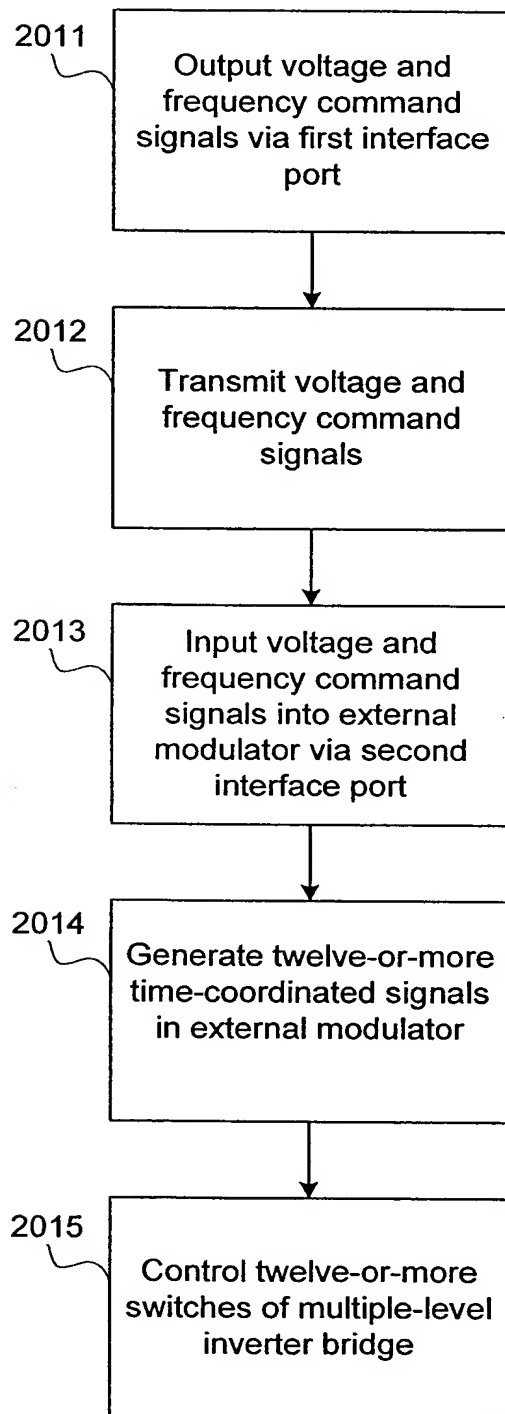 2011
Output voltage and
frequency command
signals via first interface
port
2012
Transmit voltage and
frequency command
signals
2013
Input voltage and
frequency command
signals into external
modulator via second
interface port
2014
Generate twelve-or-more
time-coordinated signals
in external modulator
2015
Control twelve-or-more
switches of multiple-level
inverter bridge